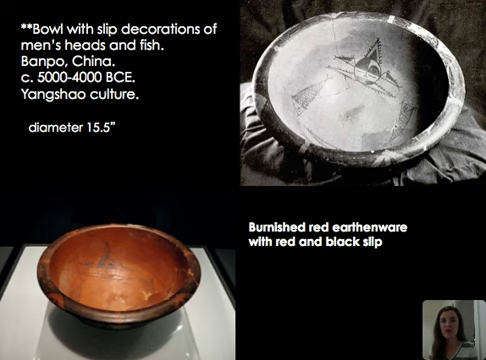 **Bowl with slip decorations of
men's heads and fish.
Banpo, China.
c. 5000-4000 BCE.
Yangshao culture.
diameter 15.5”
Burnished red earthenware
with red and black slip